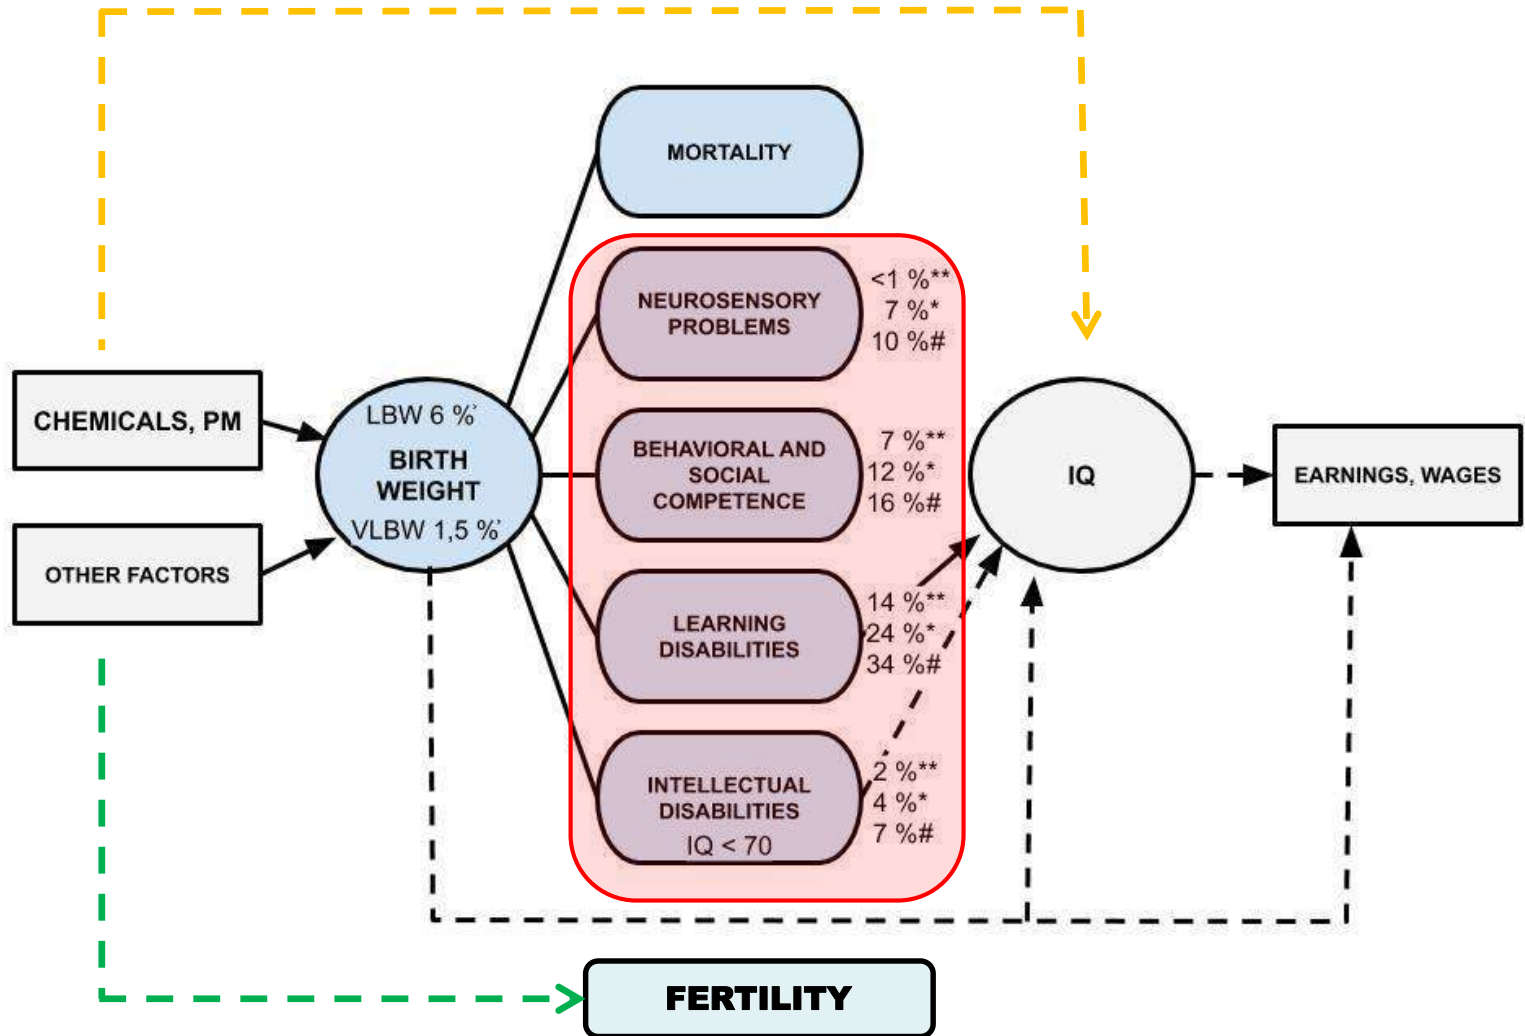 MORTALITY
NEUROSENSORY
PROBLEMS
<1 %**
7 %*
10 %#
CHEMICALS, PM
LBW 6 %'
BIRTH
WEIGHT
VLBW 1,5 %'
OTHER FACTORS
BEHAVIORAL AND
SOCIAL
COMPETENCE
7 %**
12 %*
16 %#
IQ
EARNINGS, WAGES
LEARNING
DISABILITIES
14 %**
24 %*
34 %#
INTELLECTUAL
DISABILITIES
IQ < 70
2 %**
4 %*
7 %#
FERTILITY